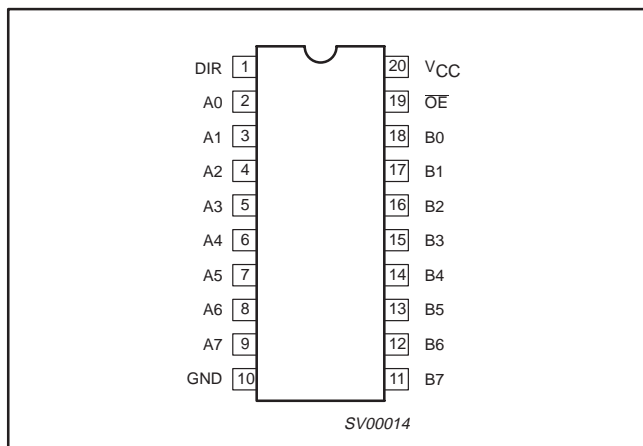 DIR 1 20 VCC
A0 2 19 O̅E̅
A1 3 18 B0
A2 4 17 B1
A3 5 16 B2
A4 6 15 B3
A5 7 14 B4
A6 8 13 B5
A7 9 12 B6
GND 10 11 B7
SV00014